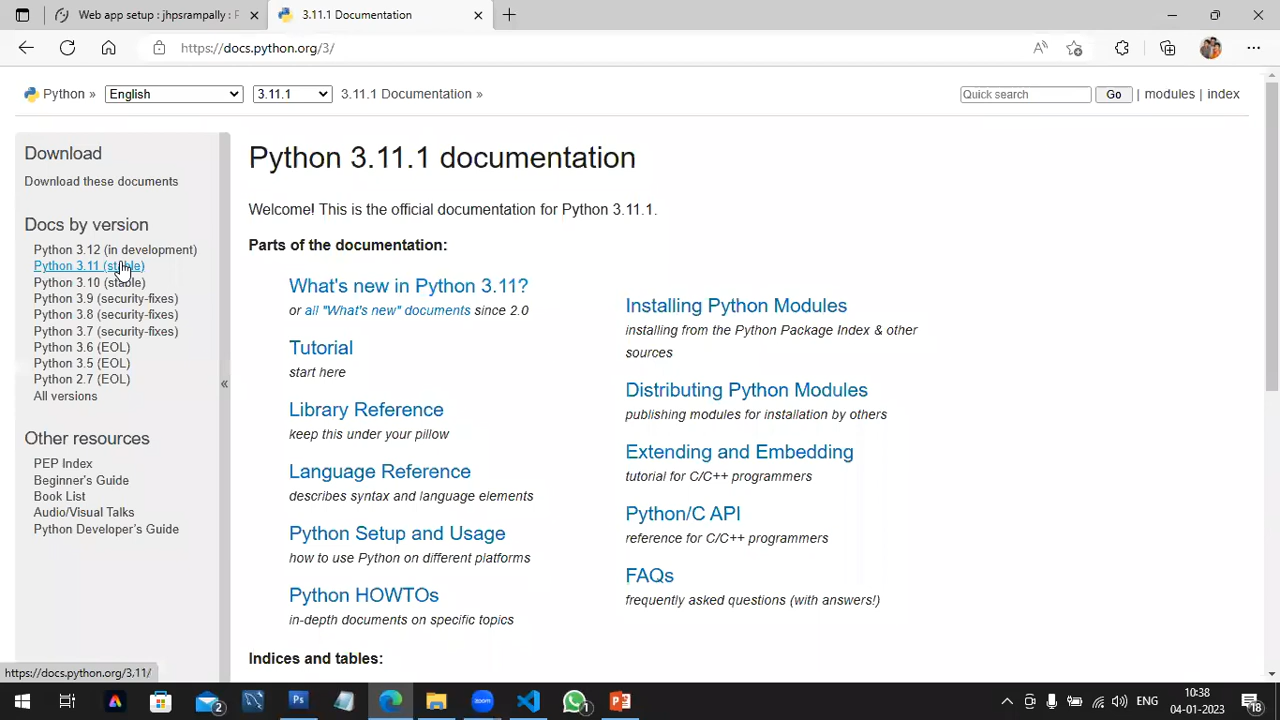 Web app setup : jhpsrampally : F
3.11.1 Documentation
https://docs.python.org/3/
Python » English 3.11.1 3.11.1 Documentation » Quick search Go | modules | index
Download
Download these documents
Docs by version
Python 3.12 (in development)
Python 3.11 (stable)
Python 3.10 (stable)
Python 3.9 (security-fixes)
Python 3.8 (security-fixes)
Python 3.7 (security-fixes)
Python 3.6 (EOL)
Python 3.5 (EOL)
Python 2.7 (EOL)
All versions
Other resources
PEP Index
Beginner's Guide
Book List
Audio/Visual Talks
Python Developer's Guide
«
Python 3.11.1 documentation
Welcome! This is the official documentation for Python 3.11.1.
Parts of the documentation:
What's new in Python 3.11?
or all "What's new" documents since 2.0
Tutorial
start here
Library Reference
keep this under your pillow
Language Reference
describes syntax and language elements
Python Setup and Usage
how to use Python on different platforms
Python HOWTOs
in-depth documents on specific topics
Installing Python Modules
installing from the Python Package Index & other
sources
Distributing Python Modules
publishing modules for installation by others
Extending and Embedding
tutorial for C/C++ programmers
Python/C API
reference for C/C++ programmers
FAQs
frequently asked questions (with answers!)
Indices and tables:
https://docs.python.org/3.11/
2
Ps
zoom
1
ENG
10:38
04-01-2023
18